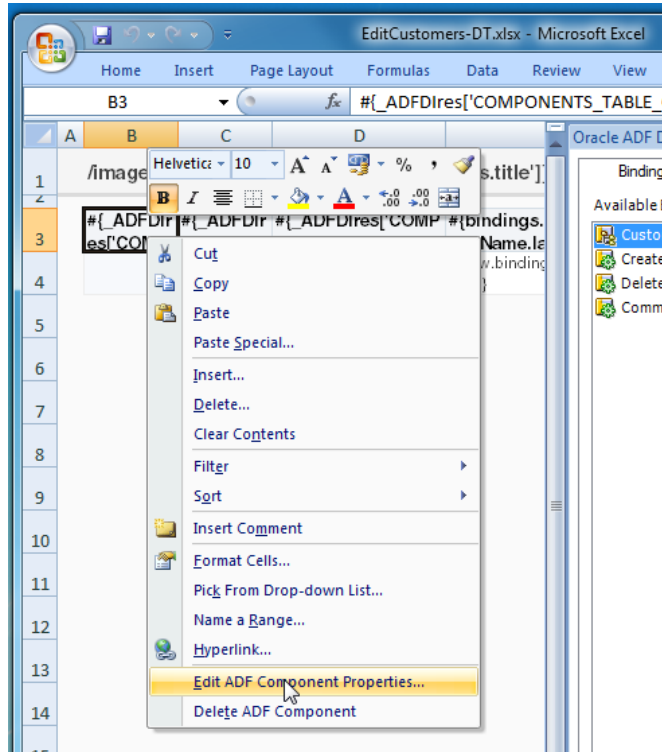 EditCustomers-DT.xlsx - Microsoft Excel
Home Insert Page Layout Formulas Data Review View
B3 fx #{_ADFDIres['COMPONENTS_TABLE_
Oracle ADF D
A B C D
Bindin
Available
Custo
Create
Delete
Comm
1 /image s.title']]
Helvetica 10 A A % ,
B I A .00
2
3 #{_ADFDIr #{_ADFDIr #{_ADFDIres['COMP #{bindings.
es['CO Name.la
4 w.binding
}
5
6
7
8
9
10
11
12
13
14
Cut
Copy
Paste
Paste Special...
Insert...
Delete...
Clear Contents
Filter
Sort
Insert Comment
Format Cells...
Pick From Drop-down List...
Name a Range...
Hyperlink...
Edit ADF Component Properties...
Delete ADF Component